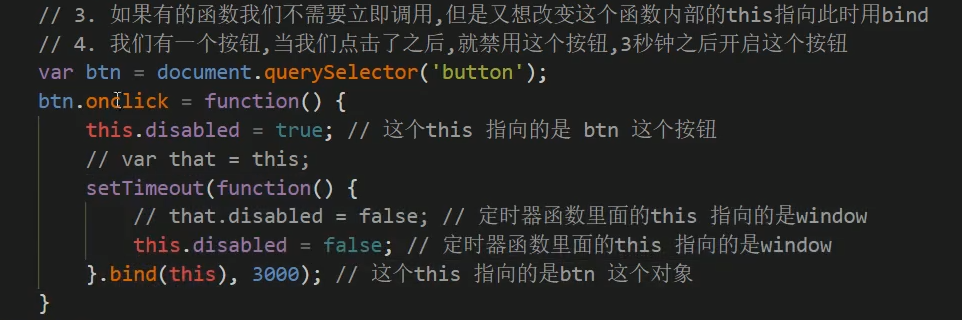 // 3. 如果有的函数我们不需要立即调用,但是又想改变这个函数内部的this指向此时用bind
// 4. 我们有一个按钮,当我们点击了之后,就禁用这个按钮,3秒钟之后开启这个按钮
var btn = document.querySelector('button');
btn.onclick = function() {
    this.disabled = true; // 这个this 指向的是 btn 这个按钮
    // var that = this;
    setTimeout(function() {
        // that.disabled = false; // 定时器函数里面的this 指向的是window
        this.disabled = false; // 定时器函数里面的this 指向的是window
    }.bind(this), 3000); // 这个this 指向的是btn 这个对象
}